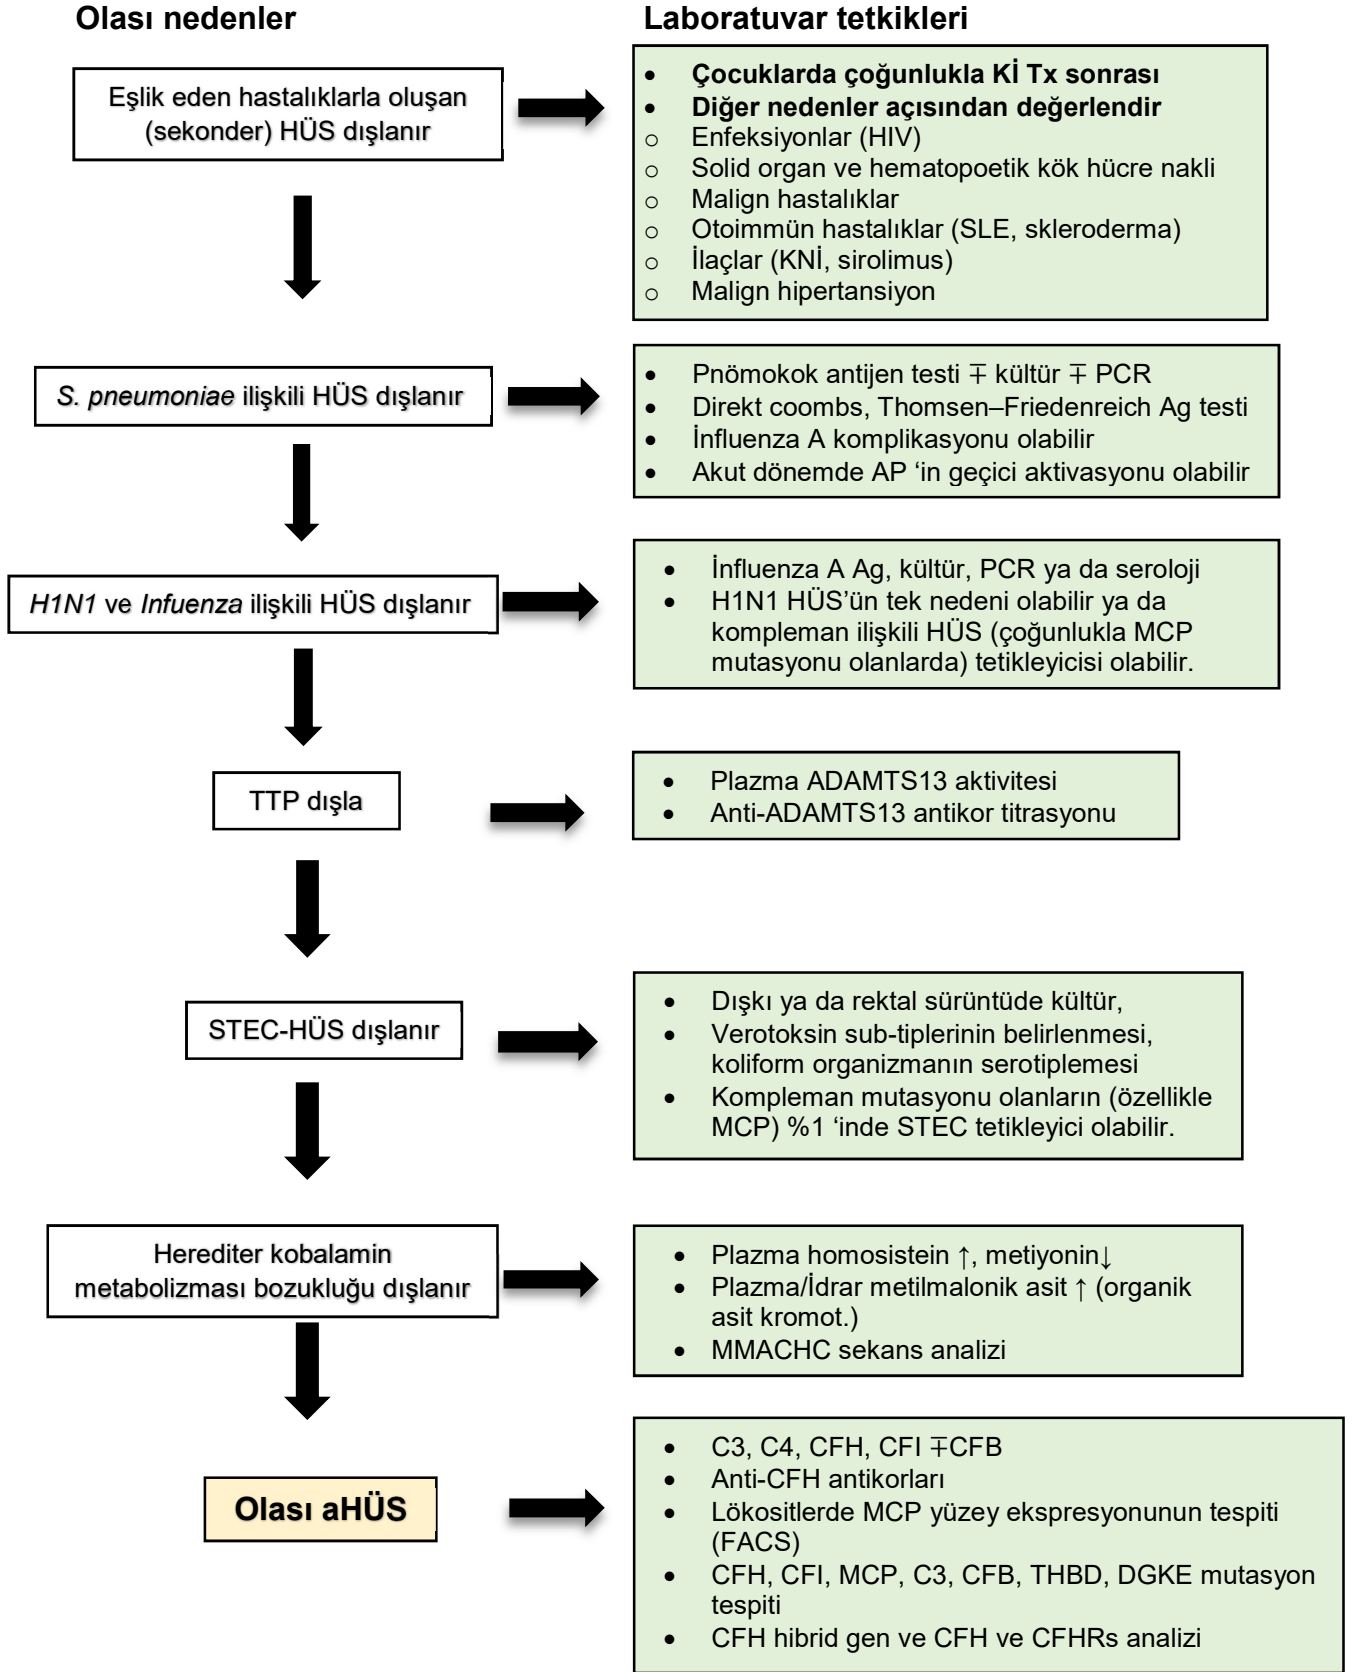 Olası nedenler
Laboratuvar tetkikleri
Eşlik eden hastalıklarla oluşan
(sekonder) HÜS dışlanır
• Çocuklarda çoğunlukla Kİ Tx sonrası
• Diğer nedenler açısından değerlendir
o Enfeksiyonlar (HIV)
o Solid organ ve hematopoetik kök hücre nakli
o Malign hastalıklar
o Otoimmün hastalıklar (SLE, skleroderma)
o İlaçlar (KNİ, sirolimus)
o Malign hipertansiyon
S. pneumoniae ilişkili HÜS dışlanır
• Pnömokok antijen testi ∓ kültür ∓ PCR
• Direkt coombs, Thomsen–Friedenreich Ag testi
• İnfluenza A komplikasyonu olabilir
• Akut dönemde AP ‘in geçici aktivasyonu olabilir
H1N1 ve Infuenza ilişkili HÜS dışlanır
• İnfluenza A Ag, kültür, PCR ya da seroloji
• H1N1 HÜS’ün tek nedeni olabilir ya da
kompleman ilişkili HÜS (çoğunlukla MCP
mutasyonu olanlarda) tetikleyicisi olabilir.
TTP dışla
• Plazma ADAMTS13 aktivitesi
• Anti-ADAMTS13 antikor titrasyonu
STEC-HÜS dışlanır
• Dışkı ya da rektal sürüntüde kültür,
• Verotoksin sub-tiplerinin belirlenmesi,
koliform organizmanın serotiplemesi
• Kompleman mutasyonu olanların (özellikle
MCP) %1 ‘inde STEC tetikleyici olabilir.
Herediter kobalamin
metabolizması bozukluğu dışlanır
• Plazma homosistein ↑, metiyonin↓
• Plazma/İdrar metilmalonik asit ↑ (organik
asit kromot.)
• MMACHC sekans analizi
Olası aHÜS
• C3, C4, CFH, CFI ∓CFB
• Anti-CFH antikorları
• Lökositlerde MCP yüzey ekspresyonunun tespiti
(FACS)
• CFH, CFI, MCP, C3, CFB, THBD, DGKE mutasyon
tespiti
• CFH hibrid gen ve CFH ve CFHRs analizi